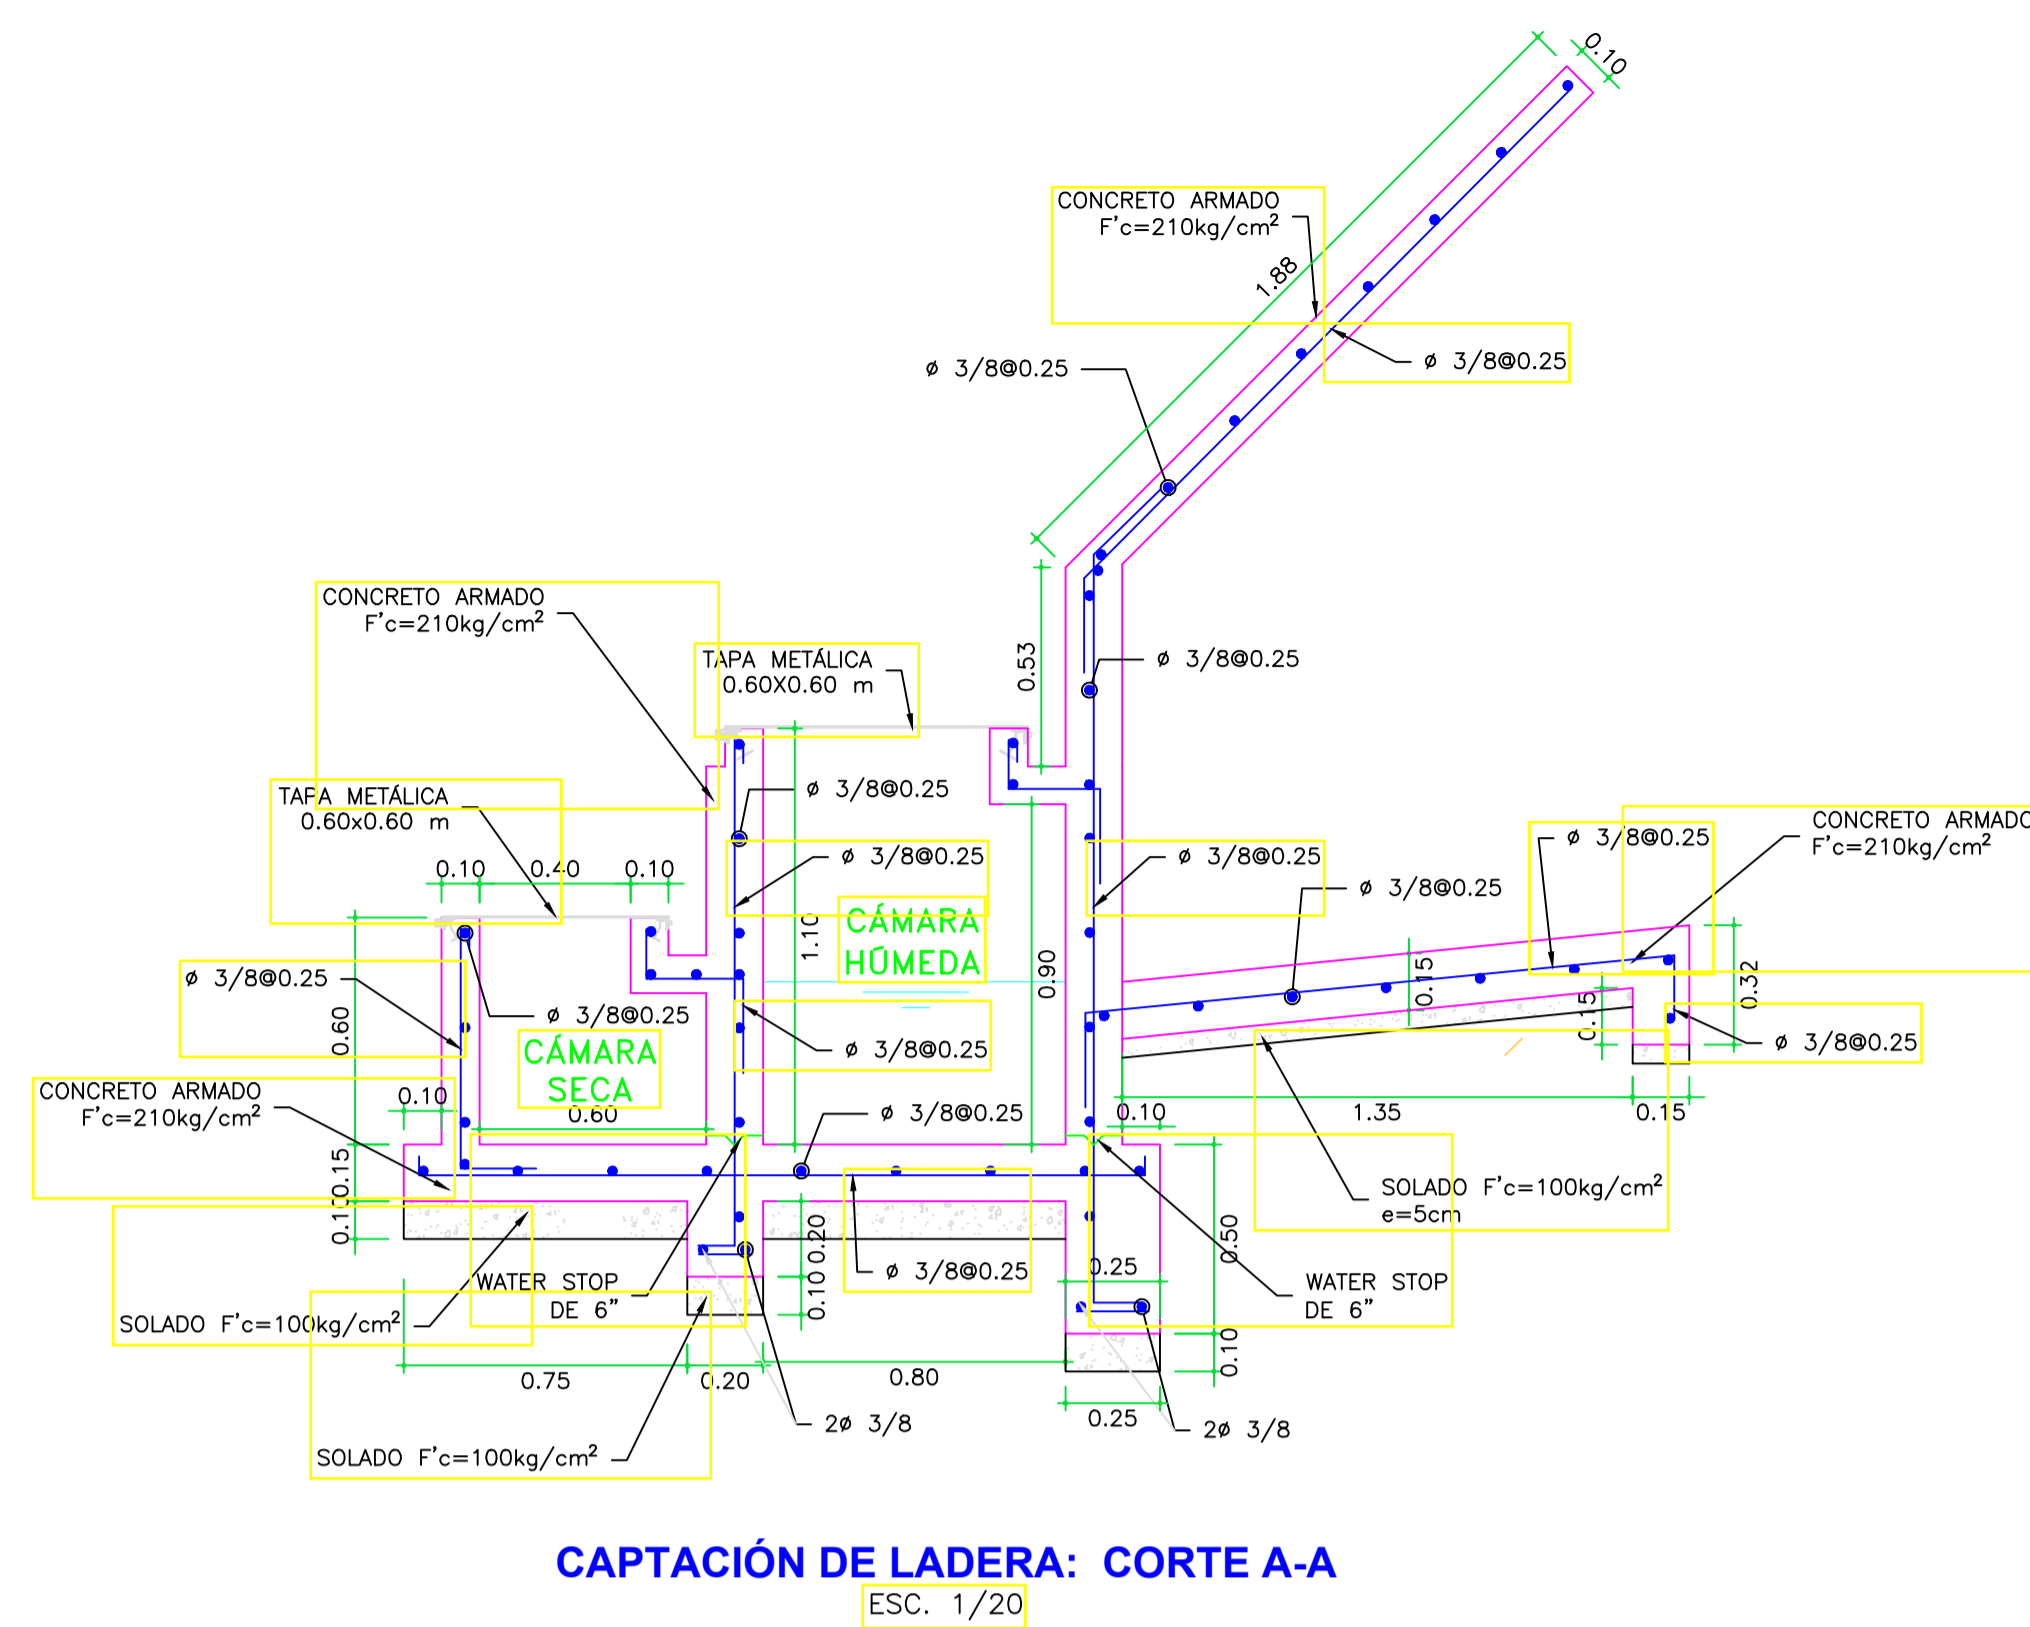 0.10
CONCRETO ARMADO
F'c=210kg/cm²
1.88
ø 3/8@0.25
ø 3/8@0.25
CONCRETO ARMADO
F'c=210kg/cm²
TAPA METÁLICA
0.60X0.60 m
0.53
ø 3/8@0.25
TAPA METÁLICA
0.60x0.60 m
ø 3/8@0.25
CONCRETO ARMADO
F'c=210kg/cm²
ø 3/8@0.25
ø 3/8@0.25
ø 3/8@0.25
0.10
0.40
0.10
ø 3/8@0.25
CÁMARA
HÚMEDA
1.10
0.90
0.15
0.15
0.32
ø 3/8@0.25
ø 3/8@0.25
0.60
CÁMARA
SECA
ø 3/8@0.25
ø 3/8@0.25
CONCRETO ARMADO
F'c=210kg/cm²
0.10
0.60
ø 3/8@0.25
0.10
1.35
0.15
0.15
0.10
SOLADO F'c=100kg/cm²
e=5cm
0.20
0.10
0.50
0.10
ø 3/8@0.25
0.25
WATER STOP
DE 6"
WATER STOP
DE 6"
SOLADO F'c=100kg/cm²
0.75
0.20
0.80
0.25
2ø 3/8
2ø 3/8
SOLADO F'c=100kg/cm²
CAPTACIÓN DE LADERA: CORTE A-A
ESC. 1/20